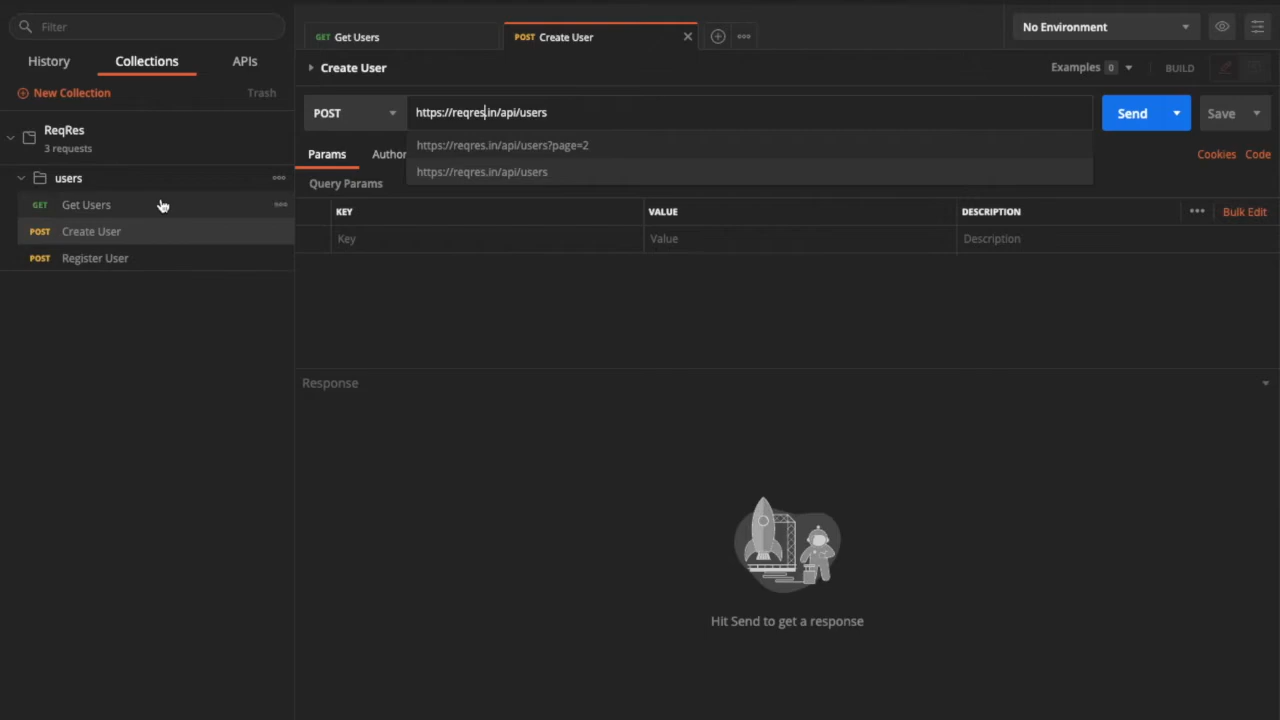 Filter
History
Collections
APIs
New Collection
Trash
ReqRes
3 requests
users
GET Get Users
POST Create User
POST Register User
GET Get Users
POST Create User
No Environment
Create User
Examples 0
BUILD
POST
https://reqres.in/api/users
Send
Save
https://reqres.in/api/users?page=2
https://reqres.in/api/users
Params
Author
Cookies
Code
Query Params
KEY
VALUE
DESCRIPTION
Bulk Edit
Key
Value
Description
Response
Hit Send to get a response